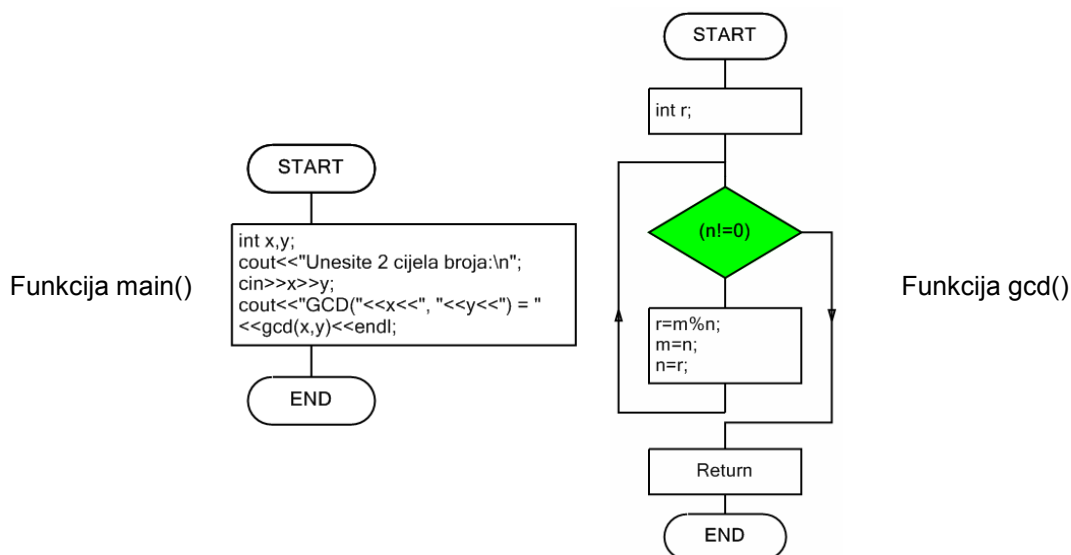 Funkcija main()
START
int x,y;
cout<<"Unesite 2 cijela broja:\n";
cin>>x>>y;
cout<<"GCD("<<x<<", "<<y<<") = "
<<gcd(x,y)<<endl;
END
START
int r;
(n!=0)
r=m%n;
m=n;
n=r;
Return
END
Funkcija gcd()